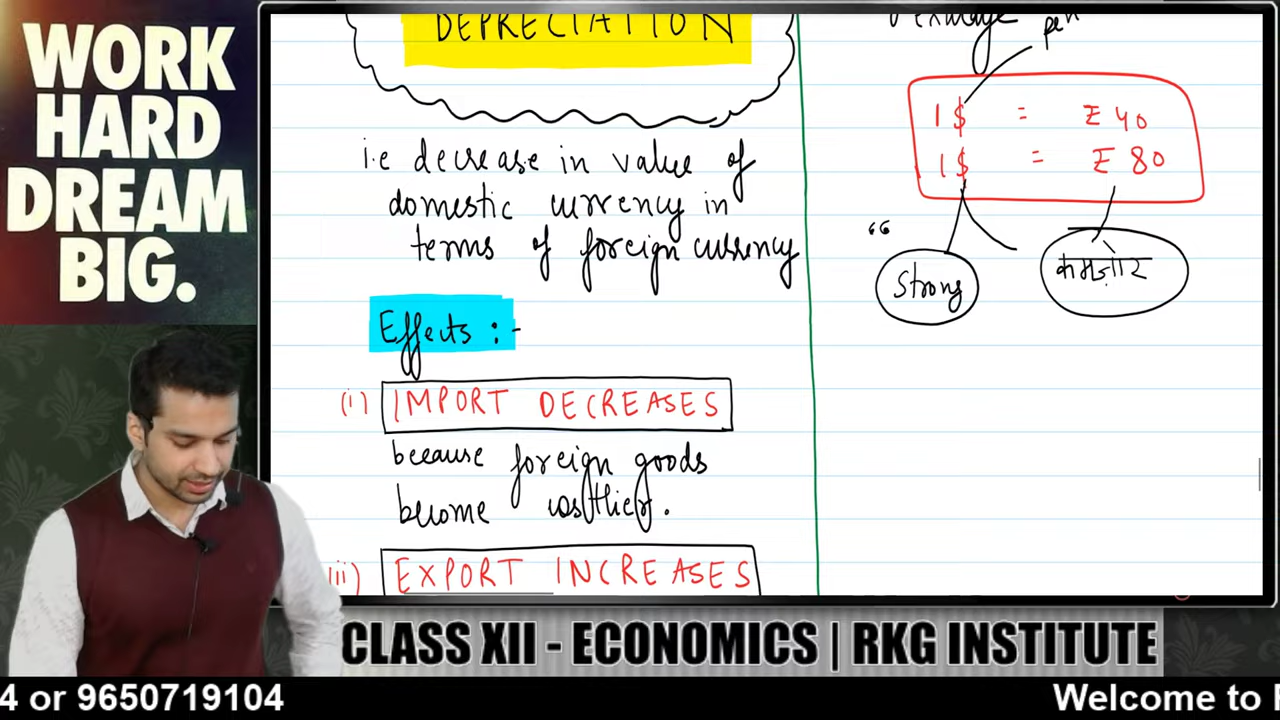 WORK
HARD
DREAM
BIG.
DEPRECIATION
i.e decrease in value of
domestic currency in
terms of foreign currency
Effects :-
(i) IMPORT DECREASES
because foreign goods
become costlier.
(ii) EXPORT INCREASES
pen
1$ = ₹ 40
1$ = ₹ 80
“
Strong
कमज़ोर
CLASS XII - ECONOMICS | RKG INSTITUTE
4 or 9650719104
Welcome to